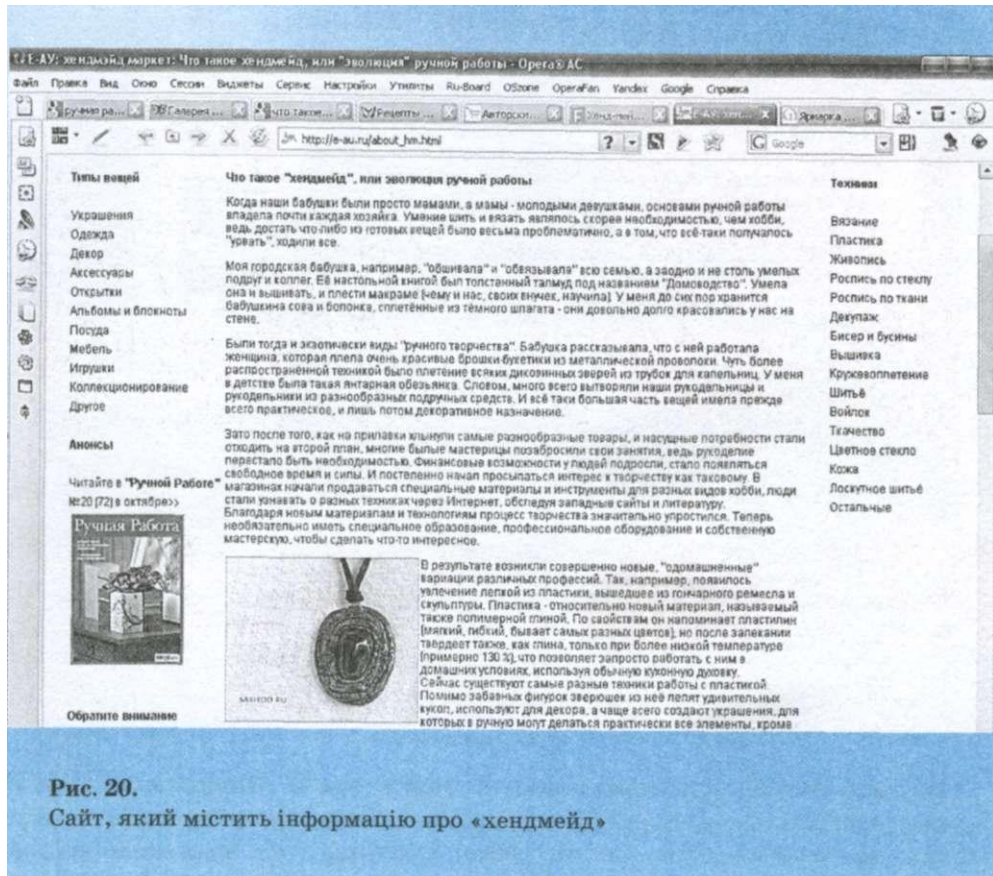 Е-АУ: хендмэйд маркет: Что такое хендмейд, или "эволюция" ручной работы - Opera® AC
Файл Правка Вид Окно Сессии Виджеты Сервис Настройки Утилиты Ru-Board OSzone OperaFan Yandex Google Справка
ручная ра... Галерея ... что такое... Рецепты ... Авторски... Ярмарка ...
http://e-au.ru/about_hm.html
Google
Типы вещей
Украшения
Одежда
Декор
Аксессуары
Открытки
Альбомы и блокноты
Посуда
Мебель
Игрушки
Коллекционирование
Другое
Анонсы
Читайте в "Ручной Работе"
№20 (72) в октябре>>
Ручная Работа
Обратите внимание
Что такое "хендмейд", или эволюция ручной работы
Когда наши бабушки были просто мамами, а мамы - молодыми девушками, основами ручной работы
владела почти каждая хозяйка. Умение шить и вязать являлось скорее необходимостью, чем хобби,
ведь достать что-либо из готовых вещей было весьма проблематично, а в том, что всё-таки получалось
"урвать", ходили все.
Моя городская бабушка, например, "обшивала" и "обвязывала" всю семью, а заодно и не столь умелых
подруг и коллег. Её настольной книгой был толстенный талмуд под названием "Домоводство". Умела
она и вышивать, и плести макраме (чему и нас, своих внучек, научила). У меня до сих пор хранится
бабушкина сова и болонка, сплетённые из тёмного шпагата - они довольно долго красовались у нас на
стене.
Были тогда и экзотически виды "ручного творчества". Бабушка рассказывала, что с ней работала
женщина, которая плела очень красивые брошки-букетики из металлической проволоки. Чуть более
распространённой техникой было плетение всяких диковинных зверей из трубок для капельниц. У меня
в детстве была такая янтарная обезьянка. Словом, много всего вытворяли наши рукодельницы и
рукодельники из разнообразных подручных средств. И всё таки большая часть вещей имела прежде
всего практическое, и лишь потом декоративное назначение.
Зато после того, как на прилавки хлынули самые разнообразные товары, и насущные потребности стали
отходить на второй план, многие былые мастерицы позабросили свои занятия, ведь рукоделие
перестало быть необходимостью. Финансовые возможности у людей подросли, стало появляться
свободное время и силы. И постепенно начал просыпаться интерес к творчеству как таковому. В
магазинах начали продаваться специальные материалы и инструменты для разных видов хобби, люди
стали узнавать о разных техниках через Интернет, обследуя западные сайты и литературу.
Благодаря новым материалам и технологиям процесс творчества значительно упростился. Теперь
необязательно иметь специальное образование, профессиональное оборудование и собственную
мастерскую, чтобы сделать что-то интересное.
В результате возникли совершенно новые, "одомашненные"
вариации различных профессий. Так, например, появилось
увлечение лепкой из пластики, вышедшее из гончарного ремесла и
скульптуры. Пластика - относительно новый материал, называемый
также полимерной глиной. По свойствам он напоминает пластилин
(мягкий, гибкий, бывает самых разных цветов), но после запекании
твердеет также, как глина, только при более низкой температуре
(примерно 130 %), что позволяет запросто работать с ним в
домашних условиях, используя обычную кухонную духовку.
Сейчас существуют самые разные техники работы с пластикой.
Помимо забавных фигурок зверюшек из неё лепят удивительных
кукол, используют для декора, а чаще всего создают украшения, для
которых в ручную могут делаться практически все элементы, кроме
Техники
Вязание
Пластика
Живопись
Роспись по стеклу
Роспись по ткани
Декупаж
Бисер и бусины
Вышивка
Кружевоплетение
Шитьё
Войлок
Ткачество
Цветное стекло
Кожа
Лоскутное шитьё
Остальные
Рис. 20.
Сайт, який містить інформацію про «хендмейд»